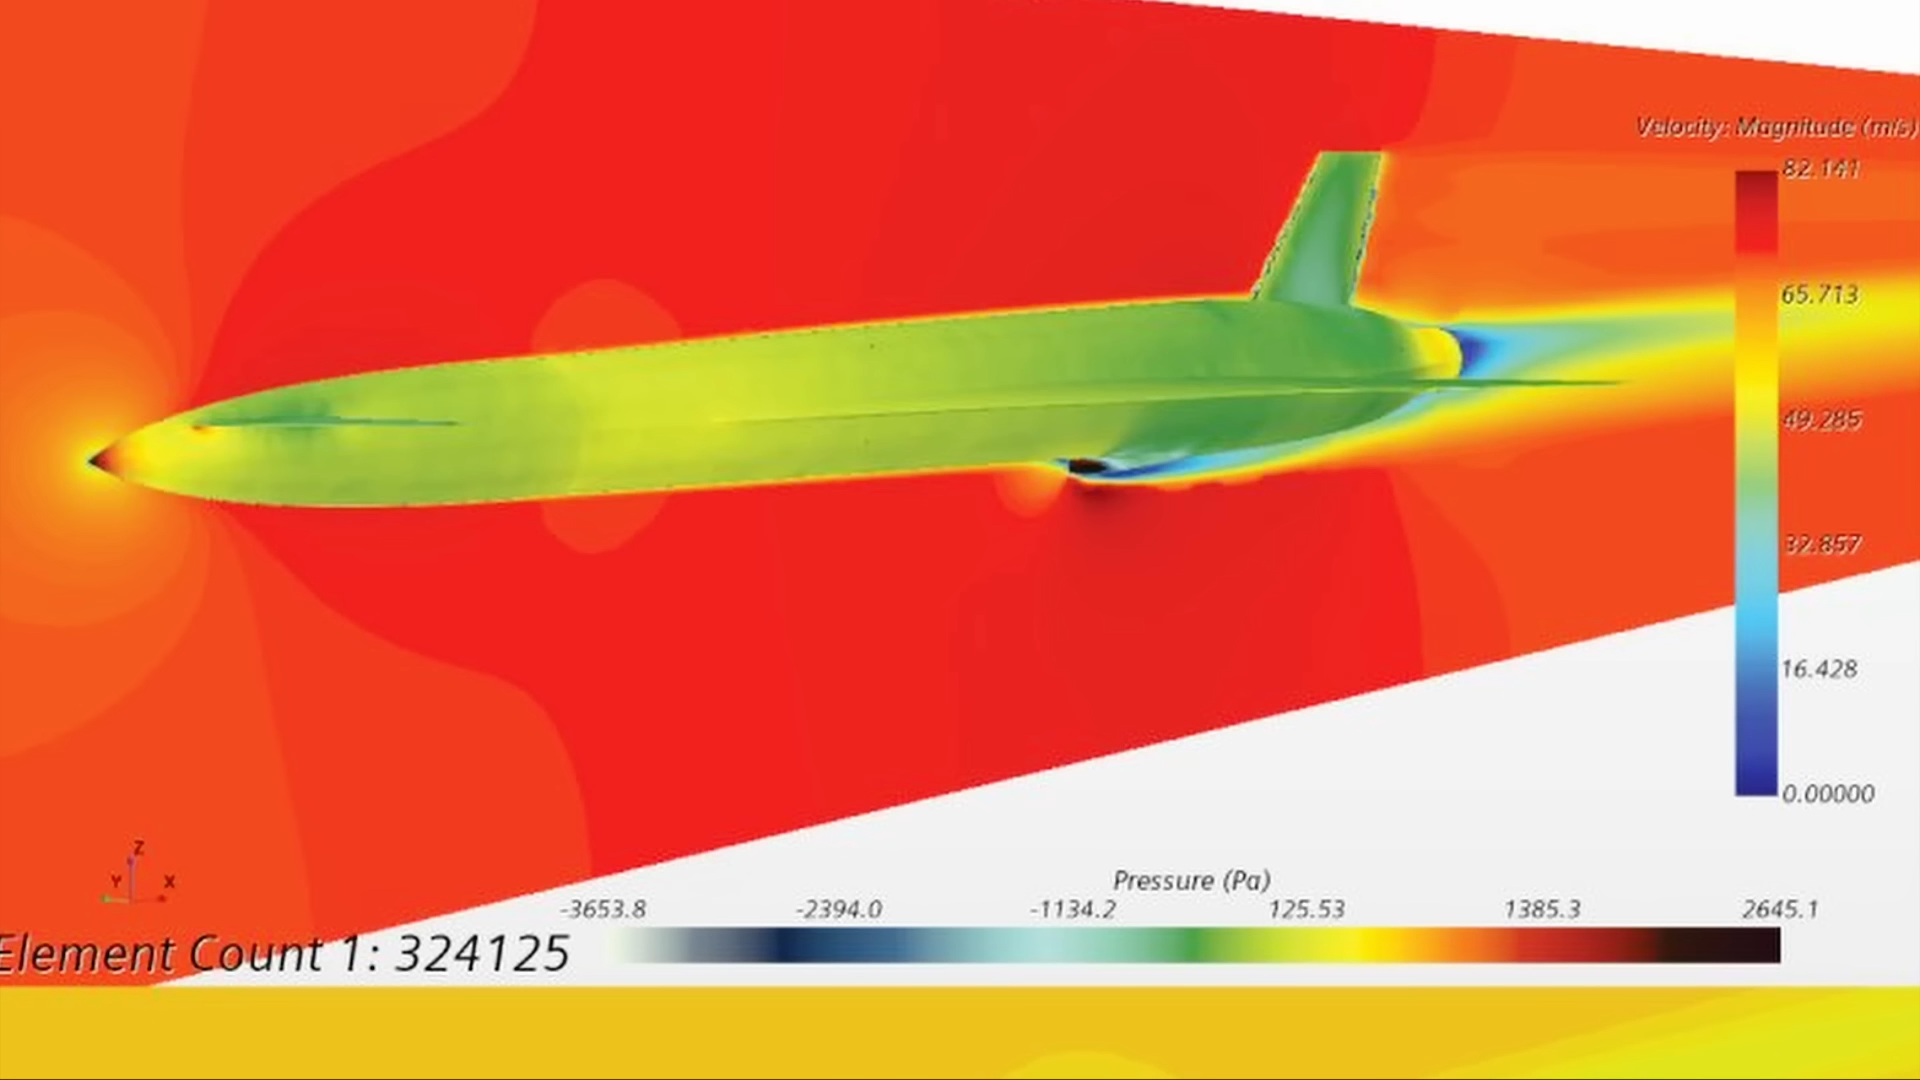 Velocity: Magnitude (m/s)
82.141
65.713
49.285
32.857
16.428
0.00000
Z
Y X
Pressure (Pa)
-3653.8 -2394.0 -1134.2 125.53 1385.3 2645.1
Element Count 1: 324125